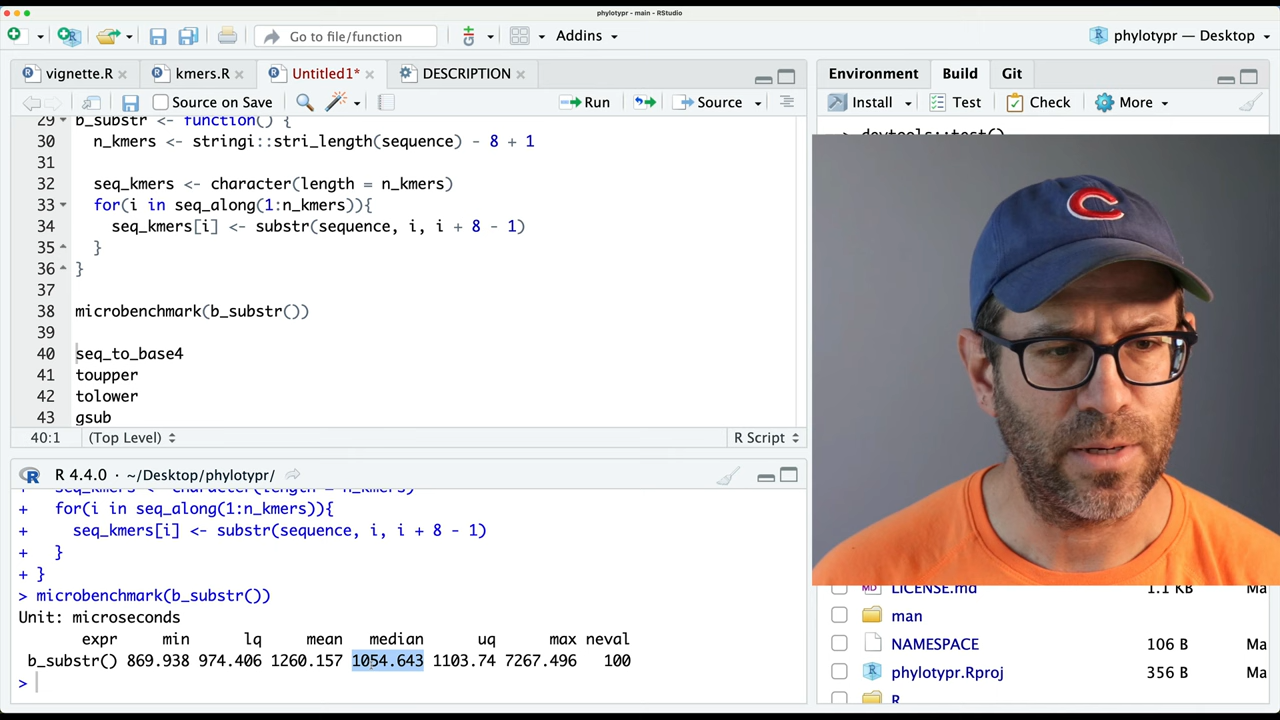 phylotypr - main - RStudio
Go to file/function
Addins
phylotypr — Desktop
vignette.R
kmers.R
Untitled1*
DESCRIPTION
Source on Save
Run
Source
29 b_substr <- function() {
30 n_kmers <- stringi::stri_length(sequence) - 8 + 1
31
32 seq_kmers <- character(length = n_kmers)
33 for(i in seq_along(1:n_kmers)){
34 seq_kmers[i] <- substr(sequence, i, i + 8 - 1)
35 }
36 }
37
38 microbenchmark(b_substr())
39
40 seq_to_base4
41 toupper
42 tolower
43 gsub
40:1 (Top Level) R Script
R 4.4.0 · ~/Desktop/phylotypr/
+ seq_kmers <- character(length = n_kmers)
+ for(i in seq_along(1:n_kmers)){
+ seq_kmers[i] <- substr(sequence, i, i + 8 - 1)
+ }
+ }
> microbenchmark(b_substr())
Unit: microseconds
expr min lq mean median uq max neval
b_substr() 869.938 974.406 1260.157 1054.643 1103.74 7267.496 100
>
Environment
Build
Git
Install
Test
Check
More
> devtools::test()
C
LICENSE.md 1.1 KB Ma
man
NAMESPACE 106 B Ma
phylotypr.Rproj 356 B Ma
R